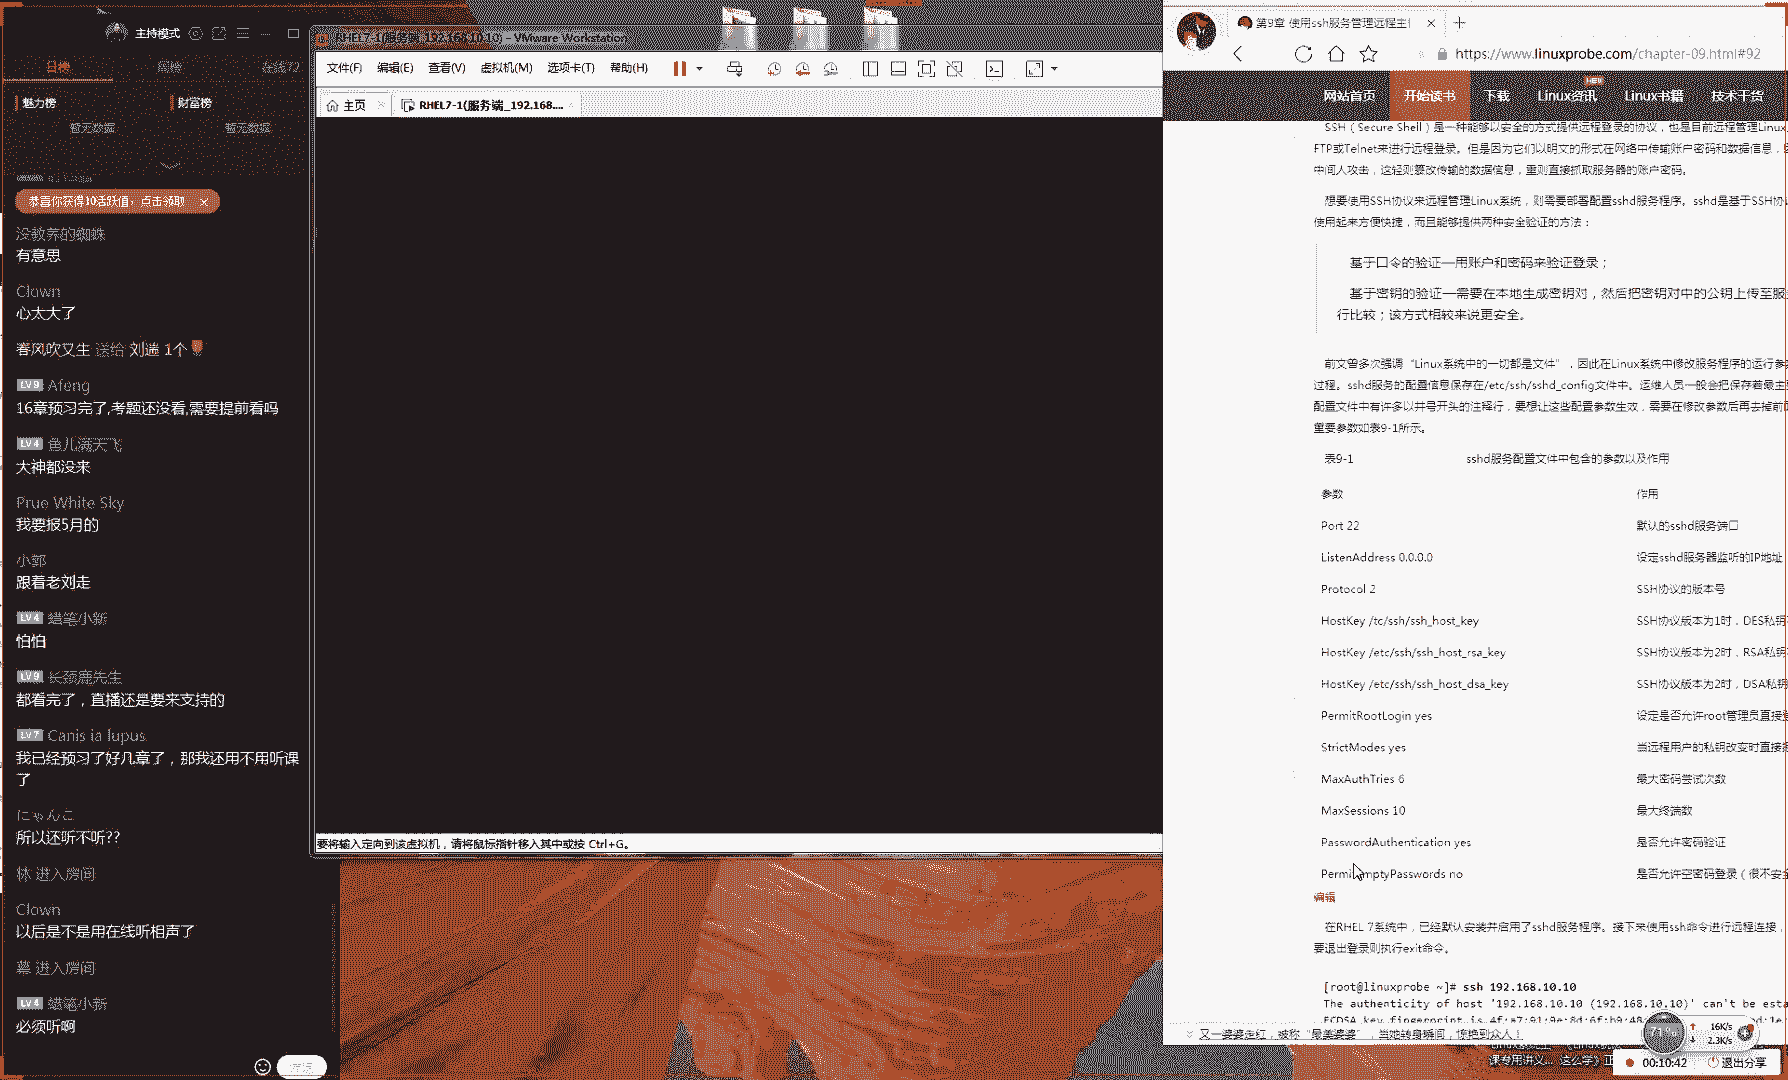 主持模式
日榜
周榜
在线72
魅力榜
财富榜
暂无数据
暂无数据
恭喜你获得10活跃值，点击领取 ×
没教养的蜘蛛
有意思
Clown
心太大了
春风吹又生 送给 刘遄 1个
LV9 Afeng
16章预习完了,考题还没看,需要提前看吗
LV4 鱼儿满天飞
大神都没来
Prue White Sky
我要报5月的
小郭
跟着老刘走
LV4 蜡笔小新
怕怕
LV9 长颈鹿先生
都看完了，直播还是要来支持的
LV7 Canis ia lupus
我已经预习了好几章了，那我还用不用听课
了
にゃんこ
所以还听不听??
林 进入房间
Clown
以后是不是用在线听相声了
进入房间
LV4 蜡笔小新
必须听啊
RHEL7-1(服务端_192.168.10.10) - VMware Workstation
文件(F) 编辑(E) 查看(V) 虚拟机(M) 选项卡(T) 帮助(H)
主页 ×
RHEL7-1(服务端_192.168.... ×
要将输入定向到该虚拟机，请将鼠标指针移入其中或按 Ctrl+G。
第9章 使用ssh服务管理远程主 ×
https://www.linuxprobe.com/chapter-09.html#92
网站首页 开始读书 下载 Linux资讯 Linux书籍 技术干货
SSH（Secure Shell）是一种能够以安全的方式提供远程登录的协议，也是目前远程管理Linux
FTP或Telnet来进行远程登录。但是因为它们以明文的形式在网络中传输账户密码和数据信息，
中间人攻击，这轻则篡改传输的数据信息，重则直接抓取服务器的账户密码。
想要使用SSH协议来远程管理Linux系统，则需要部署配置sshd服务程序。sshd是基于SSH协
使用起来方便快捷，而且能够提供两种安全验证的方法：
基于口令的验证—用账户和密码来验证登录；
基于密钥的验证—需要在本地生成密钥对，然后把密钥对中的公钥上传至服
行比较；该方式相较来说更安全。
前文曾多次强调“Linux系统中的一切都是文件”，因此在Linux系统中修改服务程序的运行参
过程。sshd服务的配置信息保存在/etc/ssh/sshd_config文件中。运维人员一般会把保存着最主
配置文件中有许多以井号开头的注释行，要想让这些配置参数生效，需要在修改参数后再去掉前
重要参数如表9-1所示。
表9-1 sshd服务配置文件中包含的参数以及作用
参数 作用
Port 22 默认的sshd服务端口
ListenAddress 0.0.0.0 设定sshd服务器监听的IP地址
Protocol 2 SSH协议的版本号
HostKey /tc/ssh/ssh_host_key SSH协议版本为1时，DES私钥
HostKey /etc/ssh/ssh_host_rsa_key SSH协议版本为2时，RSA私钥
HostKey /etc/ssh/ssh_host_dsa_key SSH协议版本为2时，DSA私钥
PermitRootLogin yes 设定是否允许root管理员直接
StrictModes yes 当远程用户的私钥改变时直接
MaxAuthTries 6 最大密码尝试次数
MaxSessions 10 最大终端数
PasswordAuthentication yes 是否允许密码验证
PermitEmptyPasswords no 是否允许空密码登录（很不安全
编辑
在RHEL 7系统中，已经默认安装并启用了sshd服务程序。接下来使用ssh命令进行远程连接，
要退出登录则执行exit命令。
[root@linuxprobe ~]# ssh 192.168.10.10
The authenticity of host '192.168.10.10 (192.168.10.10)' can't be esta
又一婆婆走红，被称“最美婆婆”，当她转身瞬间，惊艳到众人！
71%
16K/s
2.3K/s
00:10:42
退出分享